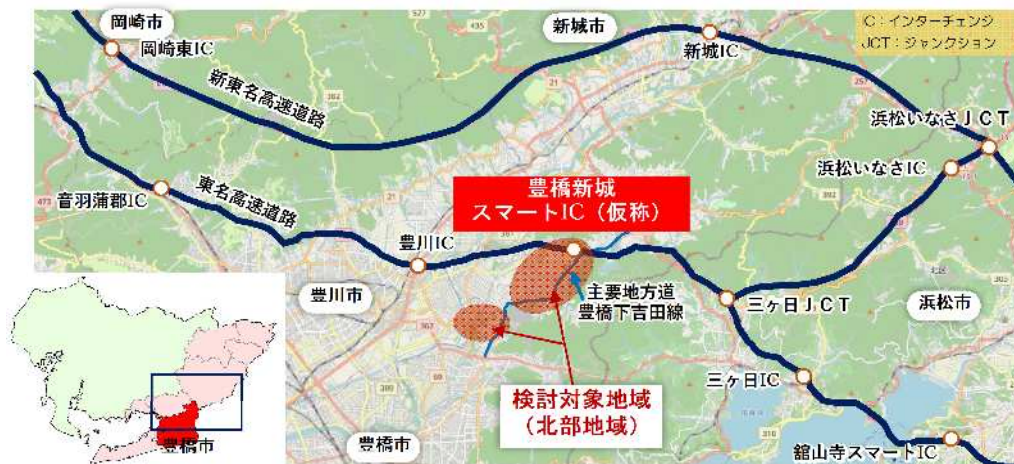 岡崎市
岡崎東IC
新城市
新城IC
IC：インターチェンジ
JCT：ジャンクション
新東名高速道路
浜松いなさJCT
浜松いなさIC
豊橋新城
スマートIC（仮称）
東名高速道路
音羽蒲郡IC
豊川IC
豊川市
主要地方道
豊橋下吉田線
三ヶ日JCT
浜松市
三ヶ日IC
検討対象地域
（北部地域）
豊橋市
豊橋市
舘山寺スマートIC